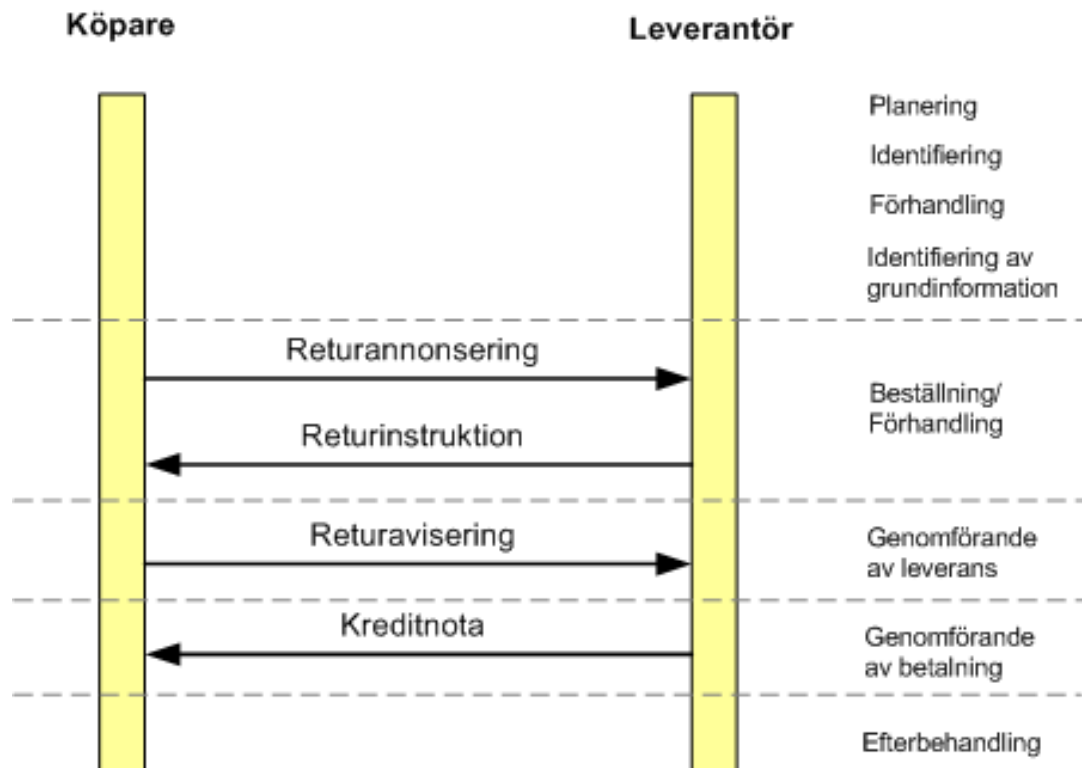 Köpare
Leverantör
Planering
Identifiering
Förhandling
Identifiering av
grundinformation
Returannonsering
Returinstruktion
Beställning/
Förhandling
Returavisering
Genomförande
av leverans
Kreditnota
Genomförande
av betalning
Efterbehandling